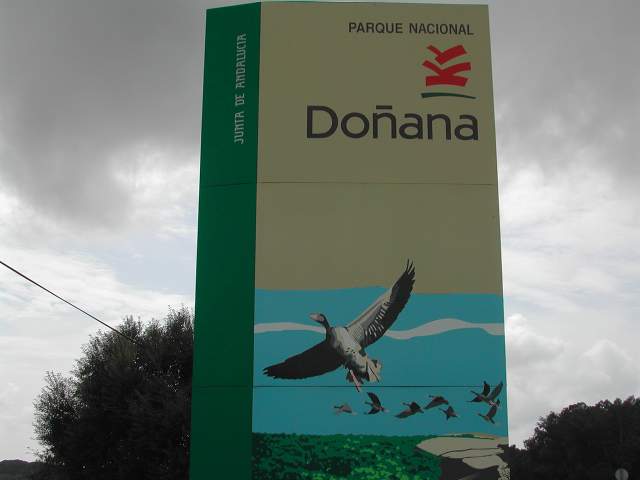 JUNTA DE ANDALUCIA
PARQUE NACIONAL
Doñana